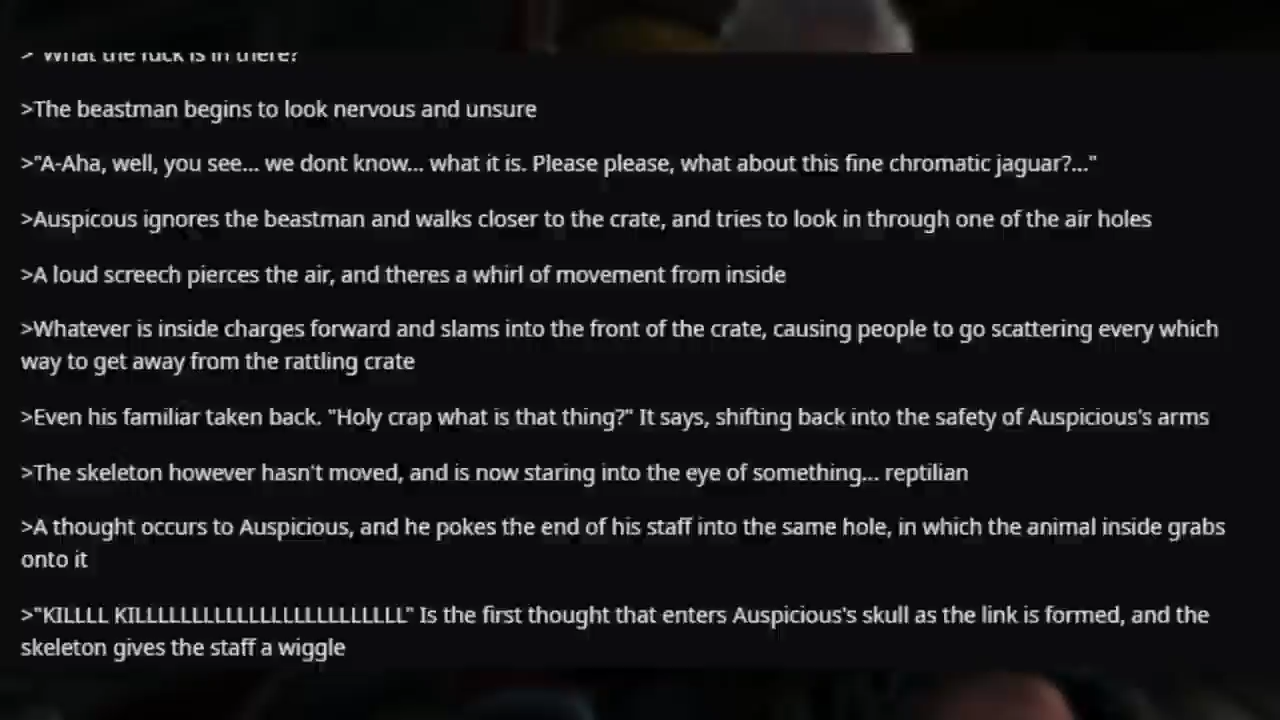 >"What the fuck is in there?
>The beastman begins to look nervous and unsure
>"A-Aha, well, you see... we dont know... what it is. Please please, what about this fine chromatic jaguar?..."
>Auspicous ignores the beastman and walks closer to the crate, and tries to look in through one of the air holes
>A loud screech pierces the air, and theres a whirl of movement from inside
>Whatever is inside charges forward and slams into the front of the crate, causing people to go scattering every which
way to get away from the rattling crate
>Even his familiar taken back. "Holy crap what is that thing?" It says, shifting back into the safety of Auspicious's arms
>The skeleton however hasn't moved, and is now staring into the eye of something... reptilian
>A thought occurs to Auspicious, and he pokes the end of his staff into the same hole, in which the animal inside grabs
onto it
>"KILLLL KILLLLLLLLLLLLLLLLLLLLLLLL" Is the first thought that enters Auspicious's skull as the link is formed, and the
skeleton gives the staff a wiggle